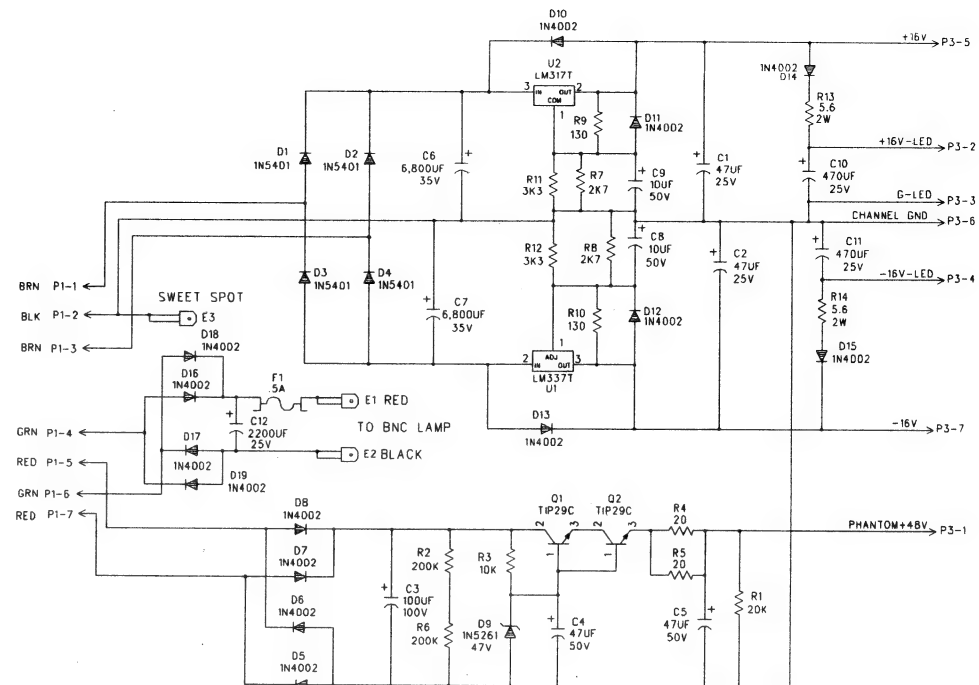 D10
1N4002
+16V
P3-5
U2
LM317T
3 IN OUT 2
COM
1
1N4002
D14
R13
5.6
2W
R9
130
D11
1N4002
+16V-LED
P3-2
D1
1N5401
D2
1N5401
C6
6,800UF
35V
+
R11
3K3
R7
2K7
+
C9
10UF
50V
+
C1
47UF
25V
+
C10
470UF
25V
G-LED
P3-3
CHANNEL GND
P3-6
R12
3K3
R8
2K7
+
C8
10UF
50V
+
C2
47UF
25V
+
C11
470UF
25V
-16V-LED
P3-4
BRN P1-1
D3
1N5401
D4
1N5401
+
C7
6,800UF
35V
R10
130
D12
1N4002
R14
5.6
2W
SWEET SPOT
BLK P1-2
E3
BRN P1-3
D18
1N4002
1
ADJ
2 IN OUT 3
LM337T
U1
D15
1N4002
D16
1N4002
F1
.5A
E1 RED
+
C12
2200UF
25V
TO BNC LAMP
D13
1N4002
-16V
P3-7
GRN P1-4
D17
1N4002
E2 BLACK
RED P1-5
D19
1N4002
GRN P1-6
RED P1-7
D8
1N4002
Q1
TIP29C
Q2
TIP29C
R4
20
2 3
1
2 3
1
PHANTOM+48V
P3-1
D7
1N4002
R2
200K
R3
10K
R5
20
D6
1N4002
+
C3
100UF
100V
R6
200K
D9
1N5261
47V
+
C4
47UF
50V
C5
47UF
50V
+
R1
20K
D5
1N4002